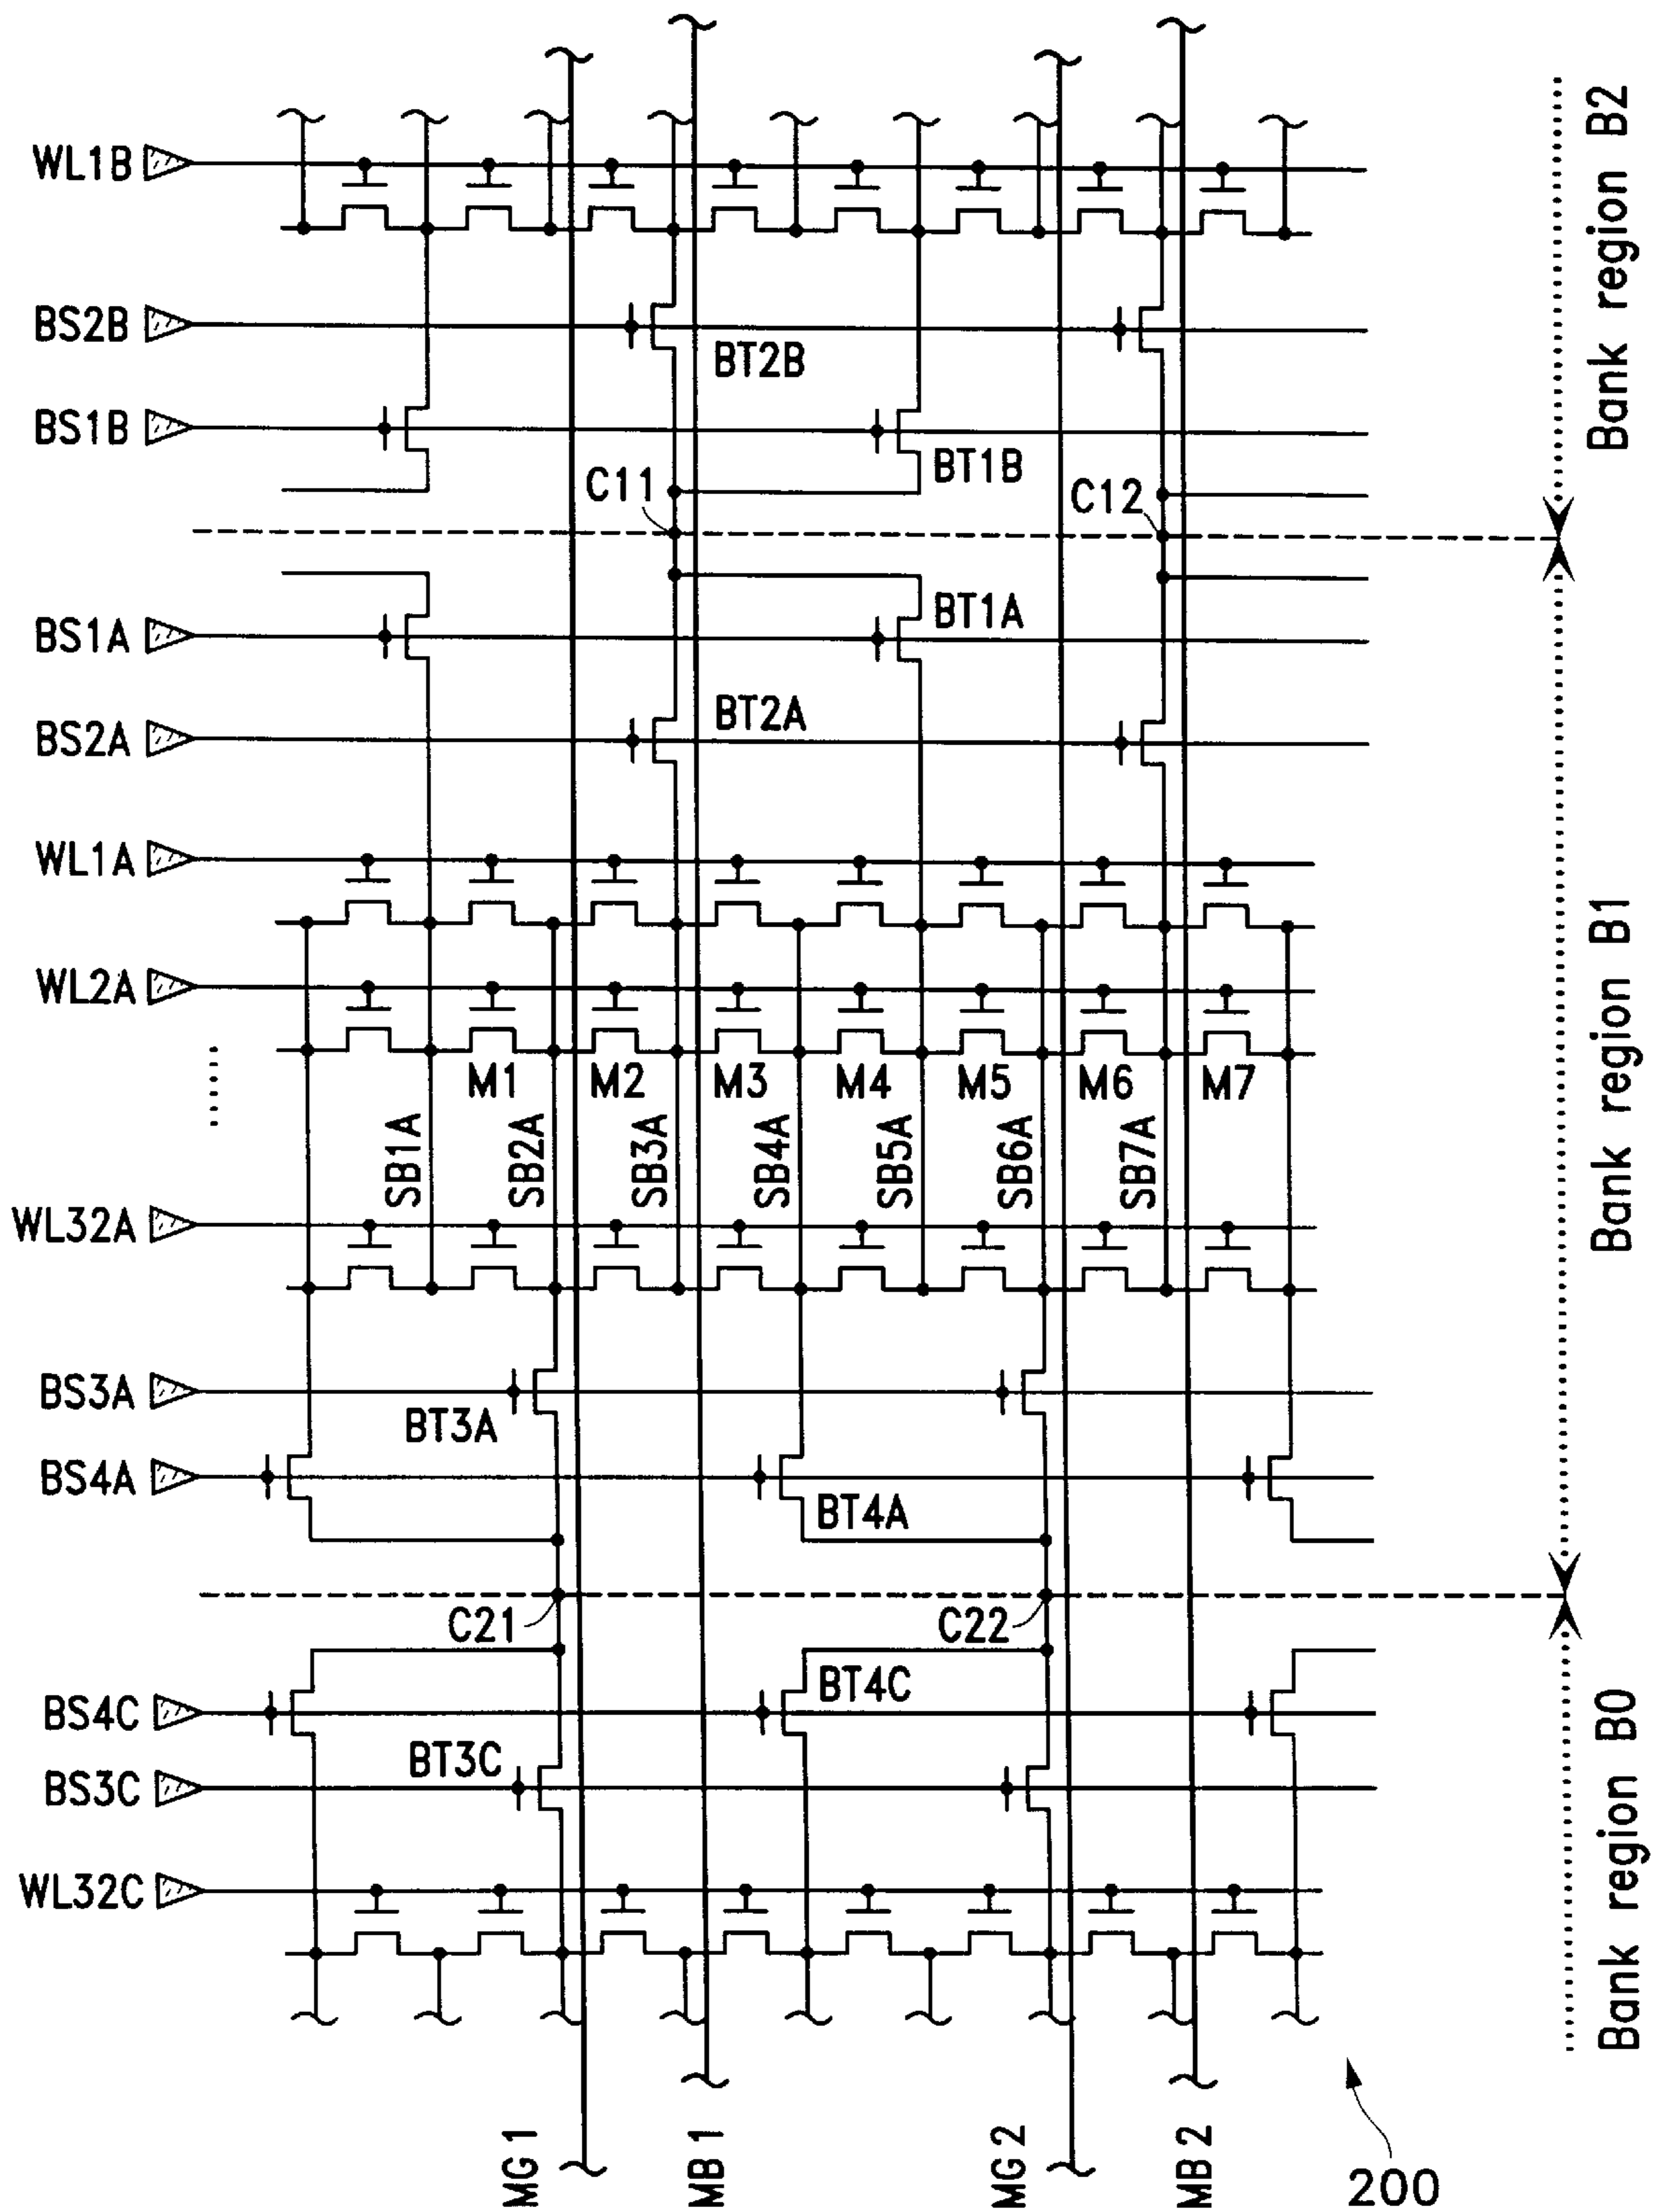 WL1B
BS2B
BT2B
BS1B
BT1B
C11
C12
Bank region B2
BS1A
BT1A
BS2A
BT2A
WL1A
WL2A
M1 M2 M3 M4 M5 M6 M7
SB1A SB2A SB3A SB4A SB5A SB6A SB7A
WL32A
BS3A
BT3A
BS4A
BT4A
Bank region B1
C21
C22
BS4C
BT4C
BS3C
BT3C
WL32C
Bank region B0
MG1 MB1 MG2 MB2
200